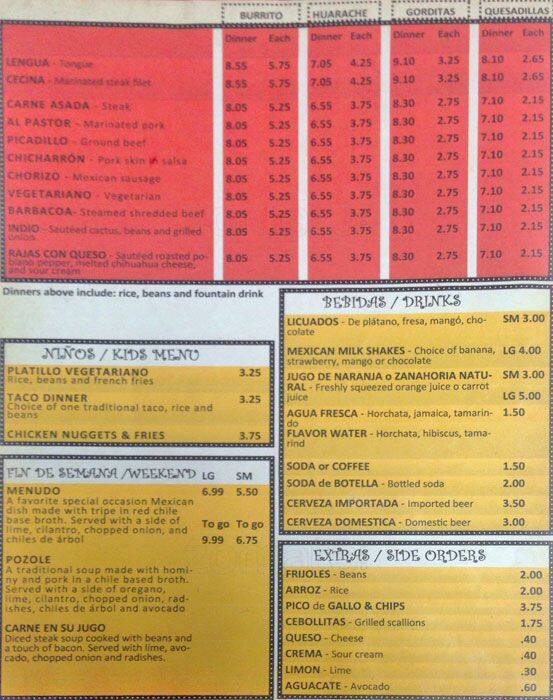 BURRITO HUARACHE GORDITAS QUESADILLAS
Dinner Each Dinner Each Dinner Each Dinner Each
LENGUA - Tongue 8.55 5.75 7.05 4.25 9.10 3.25 8.10 2.65
CECINA - Marinated steak filet 8.55 5.75 7.05 4.25 9.10 3.25 8.10 2.65
CARNE ASADA - Steak 8.05 5.25 6.55 3.75 8.30 2.75 7.10 2.15
AL PASTOR - Marinated pork 8.05 5.25 6.55 3.75 8.30 2.75 7.10 2.15
PICADILLO - Ground beef 8.05 5.25 6.55 3.75 8.30 2.75 7.10 2.15
CHICHARRÓN - Pork skin in salsa 8.05 5.25 6.55 3.75 8.30 2.75 7.10 2.15
CHORIZO - Mexican sausage 8.05 5.25 6.55 3.75 8.30 2.75 7.10 2.15
VEGETARIANO - Vegetarian 8.05 5.25 6.55 3.75 8.30 2.75 7.10 2.15
BARBACOA- Steamed shredded beef 8.05 5.25 6.55 3.75 8.30 2.75 7.10 2.15
INDIO - Sautéed cactus, beans and grilled 8.05 5.25 6.55 3.75 8.30 2.75 7.10 2.15
onion
RAJAS CON QUESO - Sautéed roasted po-
blano pepper, melted chihuahua cheese, 8.05 5.25 6.55 3.75 8.30 2.75 7.10 2.15
and sour cream
Dinners above include: rice, beans and fountain drink
NIÑOS / KIDS MENU
PLATILLO VEGETARIANO 3.25
Rice, beans and french fries
TACO DINNER 3.25
Choice of one traditional taco, rice and
beans
CHICKEN NUGGETS & FRIES 3.75
FIN DE SEMANA /WEEKEND LG SM
MENUDO 6.99 5.50
A favorite special occasion Mexican
dish made with tripe in red chile
base broth. Served with a side of To go To go
lime, cilantro, chopped onion, and
chiles de árbol 9.99 6.75
POZOLE
A traditional soup made with homi-
ny and pork in a chile based broth.
Served with a side of oregano,
lime, cilantro, chopped onion, rad-
ishes, chiles de árbol and avocado
CARNE EN SU JUGO
Diced steak soup cooked with beans and
a touch of bacon. Served with lime, avo-
cado, chopped onion and radishes.
BEBIDAS / DRINKS
LICUADOS - De plátano, fresa, mangó, cho- SM 3.00
colate
MEXICAN MILK SHAKES - Choice of banana, LG 4.00
strawberry, mango or chocolate
JUGO DE NARANJA o ZANAHORIA NATU- SM 3.00
RAL - Freshly squeezed orange juice o carrot
juice LG 5.00
AGUA FRESCA - Horchata, jamaica, tamarin- 1.50
do
FLAVOR WATER - Horchata, hibiscus, tama-
rind
SODA or COFFEE 1.50
SODA de BOTELLA - Bottled soda 2.00
CERVEZA IMPORTADA - Imported beer 3.50
CERVEZA DOMESTICA - Domestic beer 3.00
EXTRAS / SIDE ORDERS
FRIJOLES - Beans 2.00
ARROZ - Rice 2.00
PICO de GALLO & CHIPS 3.75
CEBOLLITAS - Grilled scallions 1.75
QUESO - Cheese .40
CREMA - Sour cream .40
LIMON - Lime .30
AGUACATE - Avocado .60